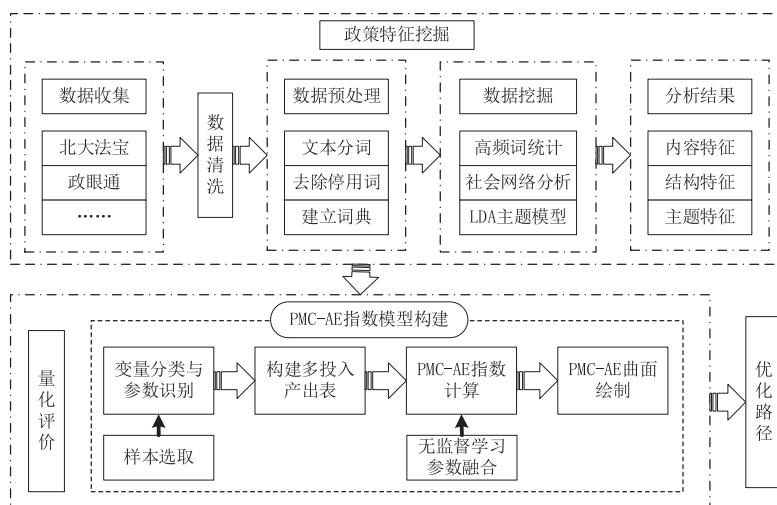 政策特征挖掘
数据收集
北大法宝
政眼通
……
数据清洗
数据预处理
文本分词
去除停用词
建立词典
数据挖掘
高频词统计
社会网络分析
LDA主题模型
分析结果
内容特征
结构特征
主题特征
量化评价
PMC-AE指数模型构建
变量分类与
参数识别
样本选取
构建多投入
产出表
PMC-AE指数
计算
无监督学习
参数融合
PMC-AE曲面
绘制
优化路径